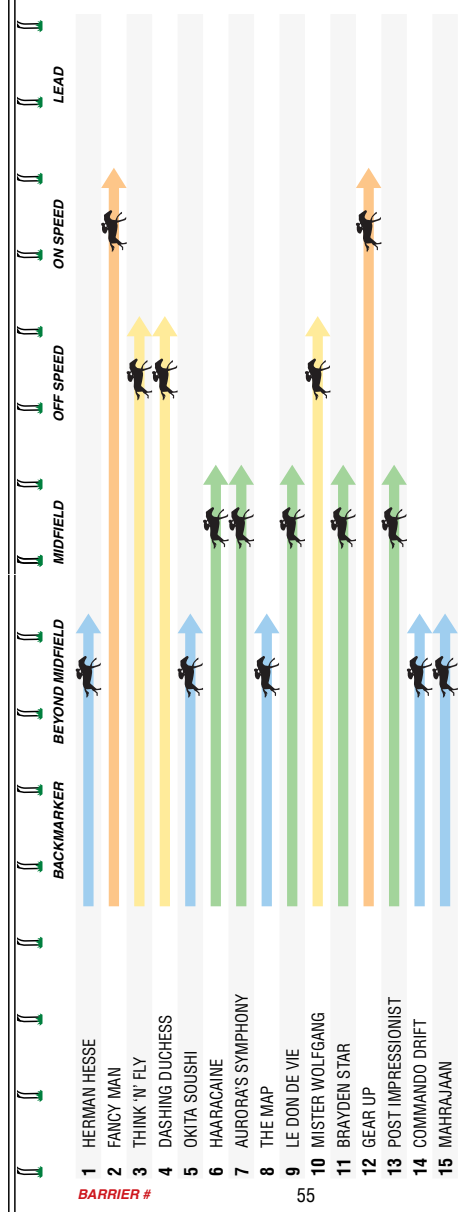 BACKMARKER BEYOND MIDFIELD MIDFIELD OFF SPEED ON SPEED LEAD
BARRIER #
1 HERMAN HESSE
2 FANCY MAN
3 THINK 'N' FLY
4 DASHING DUCHESS
5 OKITA SOUSHI
6 HAARACAINE
7 AURORA'S SYMPHONY
8 THE MAP
9 LE DON DE VIE
10 MISTER WOLFGANG
11 BRAYDEN STAR
12 GEAR UP
13 POST IMPRESSIONIST
14 COMMANDO DRIFT
15 MAHRAJAAN
55